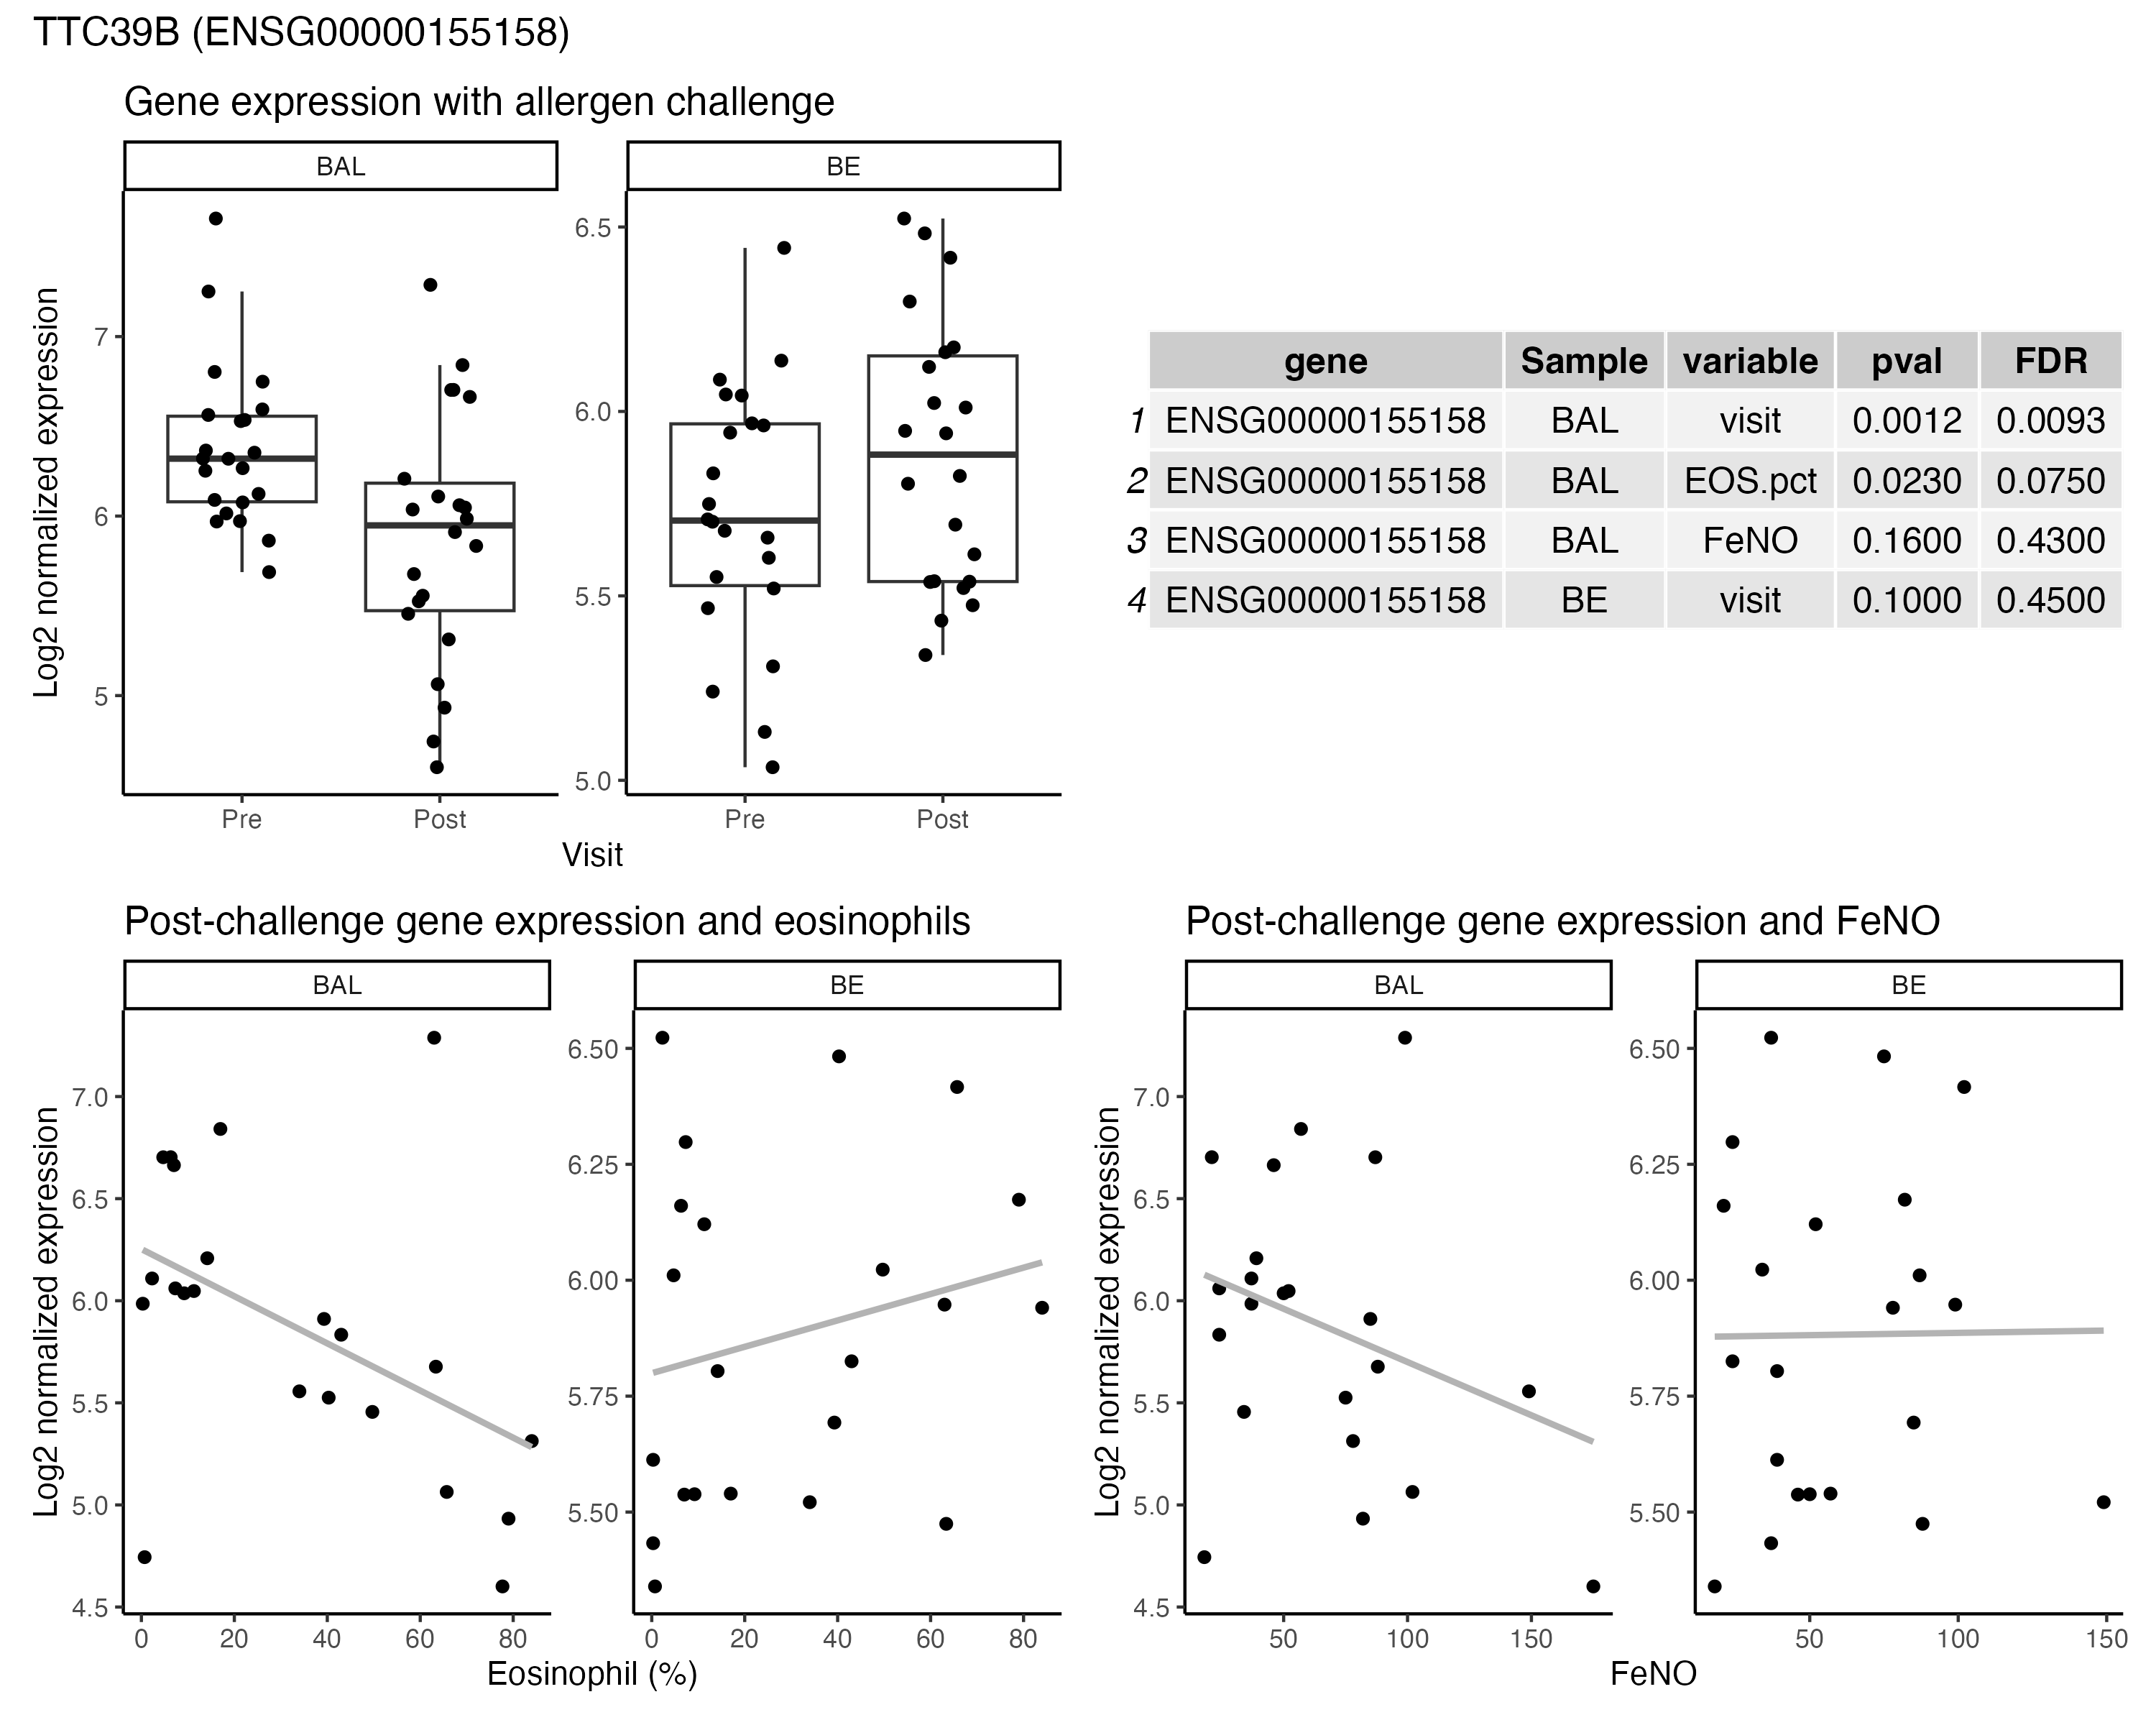 TTC39B (ENSG00000155158)
Gene expression with allergen challenge
BAL
BE
Log2 normalized expression
7
6
5
6.5
6.0
5.5
5.0
Pre
Post
Pre
Post
Visit
gene Sample variable pval FDR
1 ENSG00000155158 BAL visit 0.0012 0.0093
2 ENSG00000155158 BAL EOS.pct 0.0230 0.0750
3 ENSG00000155158 BAL FeNO 0.1600 0.4300
4 ENSG00000155158 BE visit 0.1000 0.4500
Post-challenge gene expression and eosinophils
BAL
BE
Log2 normalized expression
7.0
6.5
6.0
5.5
5.0
4.5
6.50
6.25
6.00
5.75
5.50
0 20 40 60 80
0 20 40 60 80
Eosinophil (%)
Post-challenge gene expression and FeNO
BAL
BE
Log2 normalized expression
7.0
6.5
6.0
5.5
5.0
4.5
6.50
6.25
6.00
5.75
5.50
50 100 150
50 100 150
FeNO